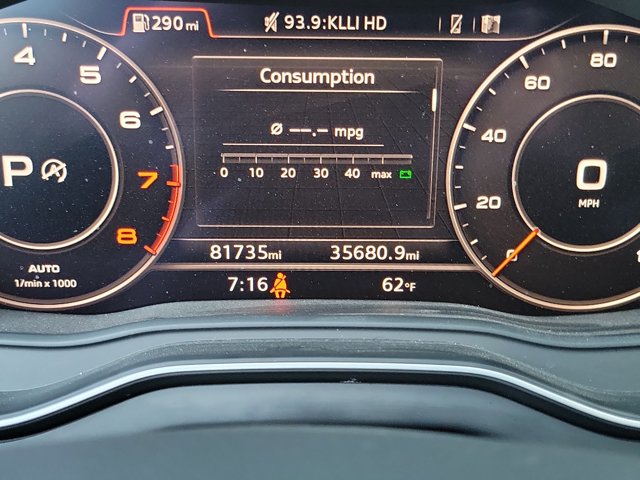 290 mi 93.9:KLLI HD
Consumption
Ø --.- mpg
0 10 20 30 40 max
4 5 6 7 8
P
AUTO
1/min x 1000
0 20 40 60 80
0
MPH
81735mi 35680.9mi
7:16 62°F